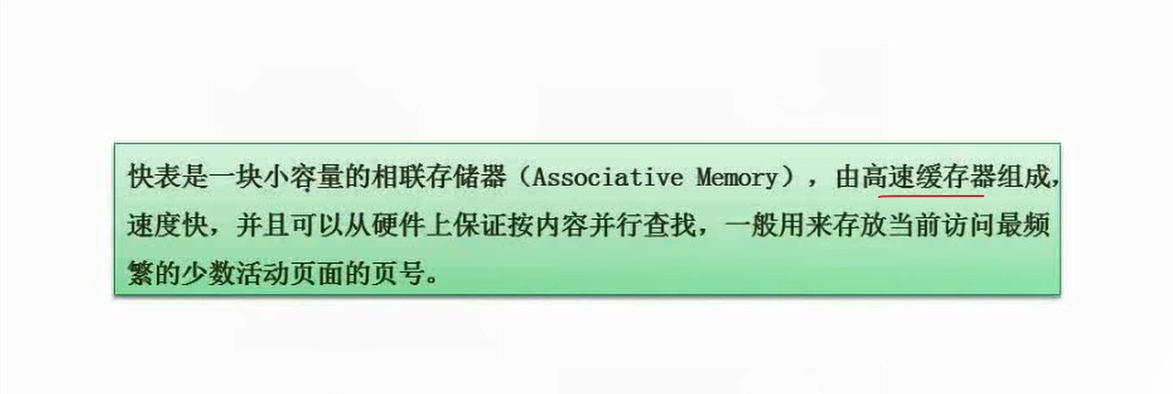 快表是一块小容量的相联存储器（Associative Memory），由高速缓存器组成，
速度快，并且可以从硬件上保证按内容并行查找，一般用来存放当前访问最频
繁的少数活动页面的页号。